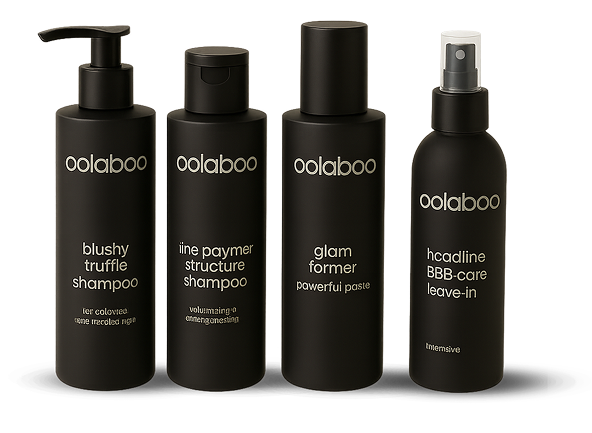 oolaboo
blushy
truffle
shampoo
oolaboo
iine paymer
structure
shampoo
oolaboo
glam
former
powerful paste
oolaboo
hcadline
BBB-care
leave-in
Intensive